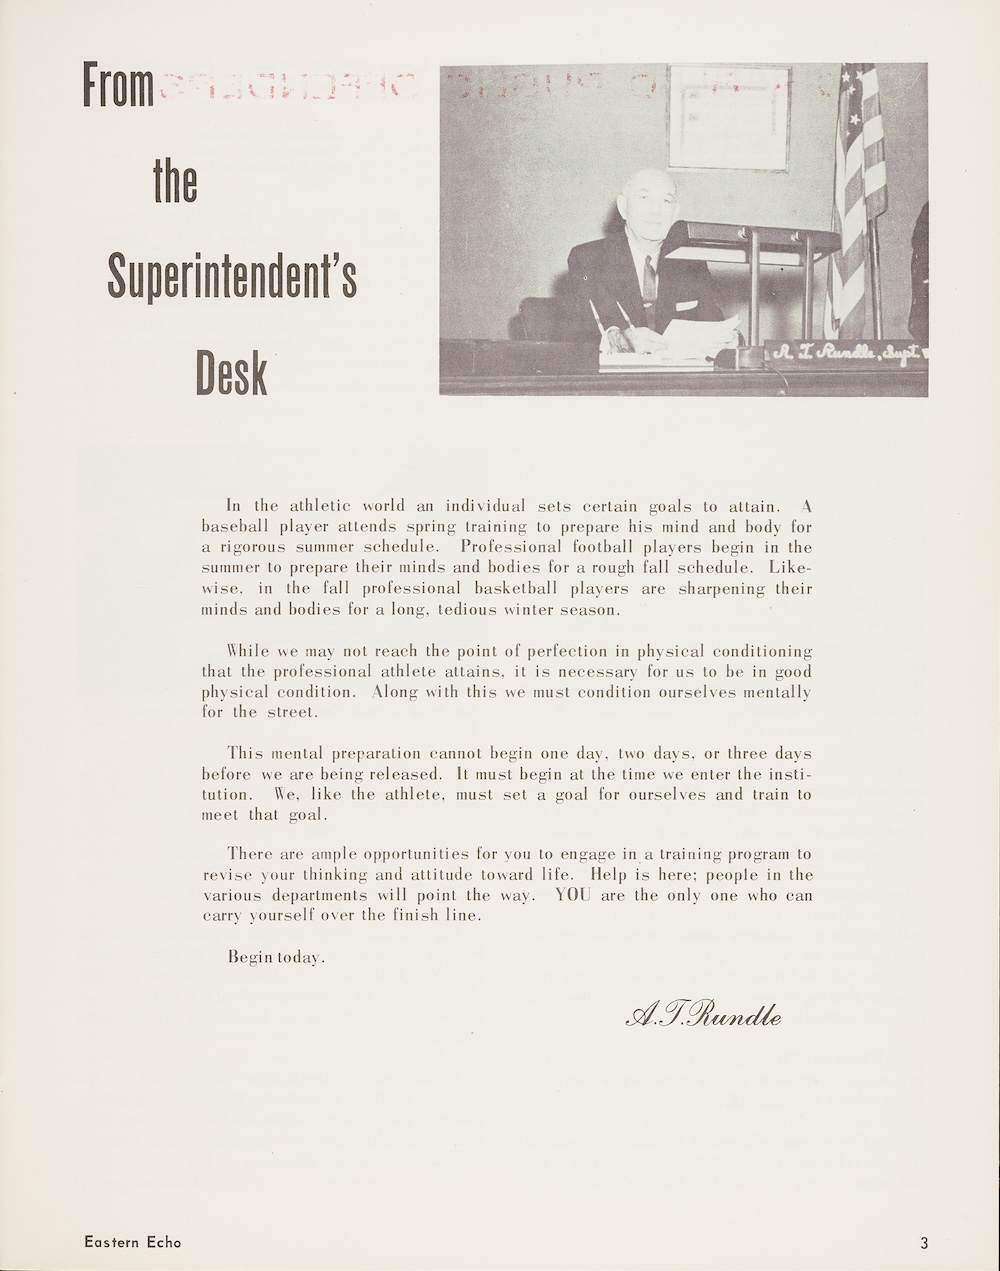 From
the
Superintendent's
Desk
A. T. Rundle, Supt.
In the athletic world an individual sets certain goals to attain. A
baseball player attends spring training to prepare his mind and body for
a rigorous summer schedule. Professional football players begin in the
summer to prepare their minds and bodies for a rough fall schedule. Like-
wise, in the fall professional basketball players are sharpening their
minds and bodies for a long, tedious winter season.
While we may not reach the point of perfection in physical conditioning
that the professional athlete attains, it is necessary for us to be in good
physical condition. Along with this we must condition ourselves mentally
for the street.
This mental preparation cannot begin one day, two days, or three days
before we are being released. It must begin at the time we enter the insti-
tution. We, like the athlete, must set a goal for ourselves and train to
meet that goal.
There are ample opportunities for you to engage in a training program to
revise your thinking and attitude toward life. Help is here; people in the
various departments will point the way. YOU are the only one who can
carry yourself over the finish line.
Begin today.
A.T.Rundle
Eastern Echo
3